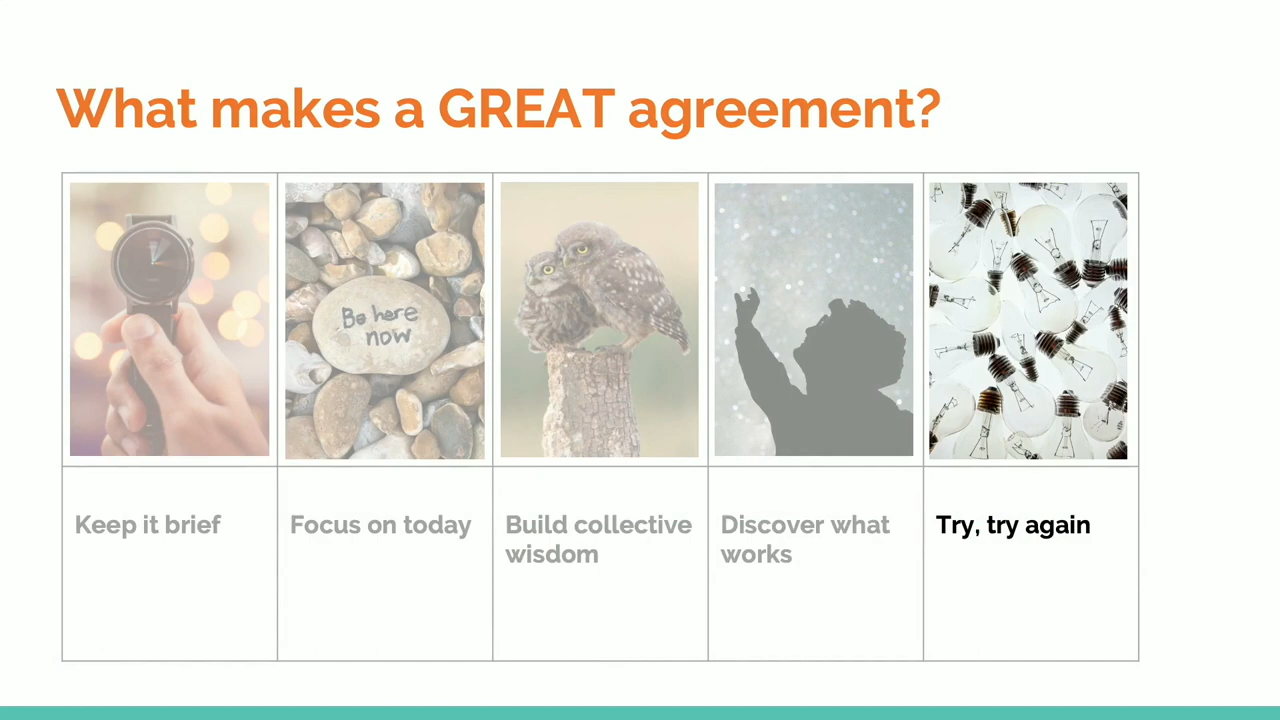 What makes a GREAT agreement?
Be here
now
Keep it brief
Focus on today
Build collective
wisdom
Discover what
works
Try, try again